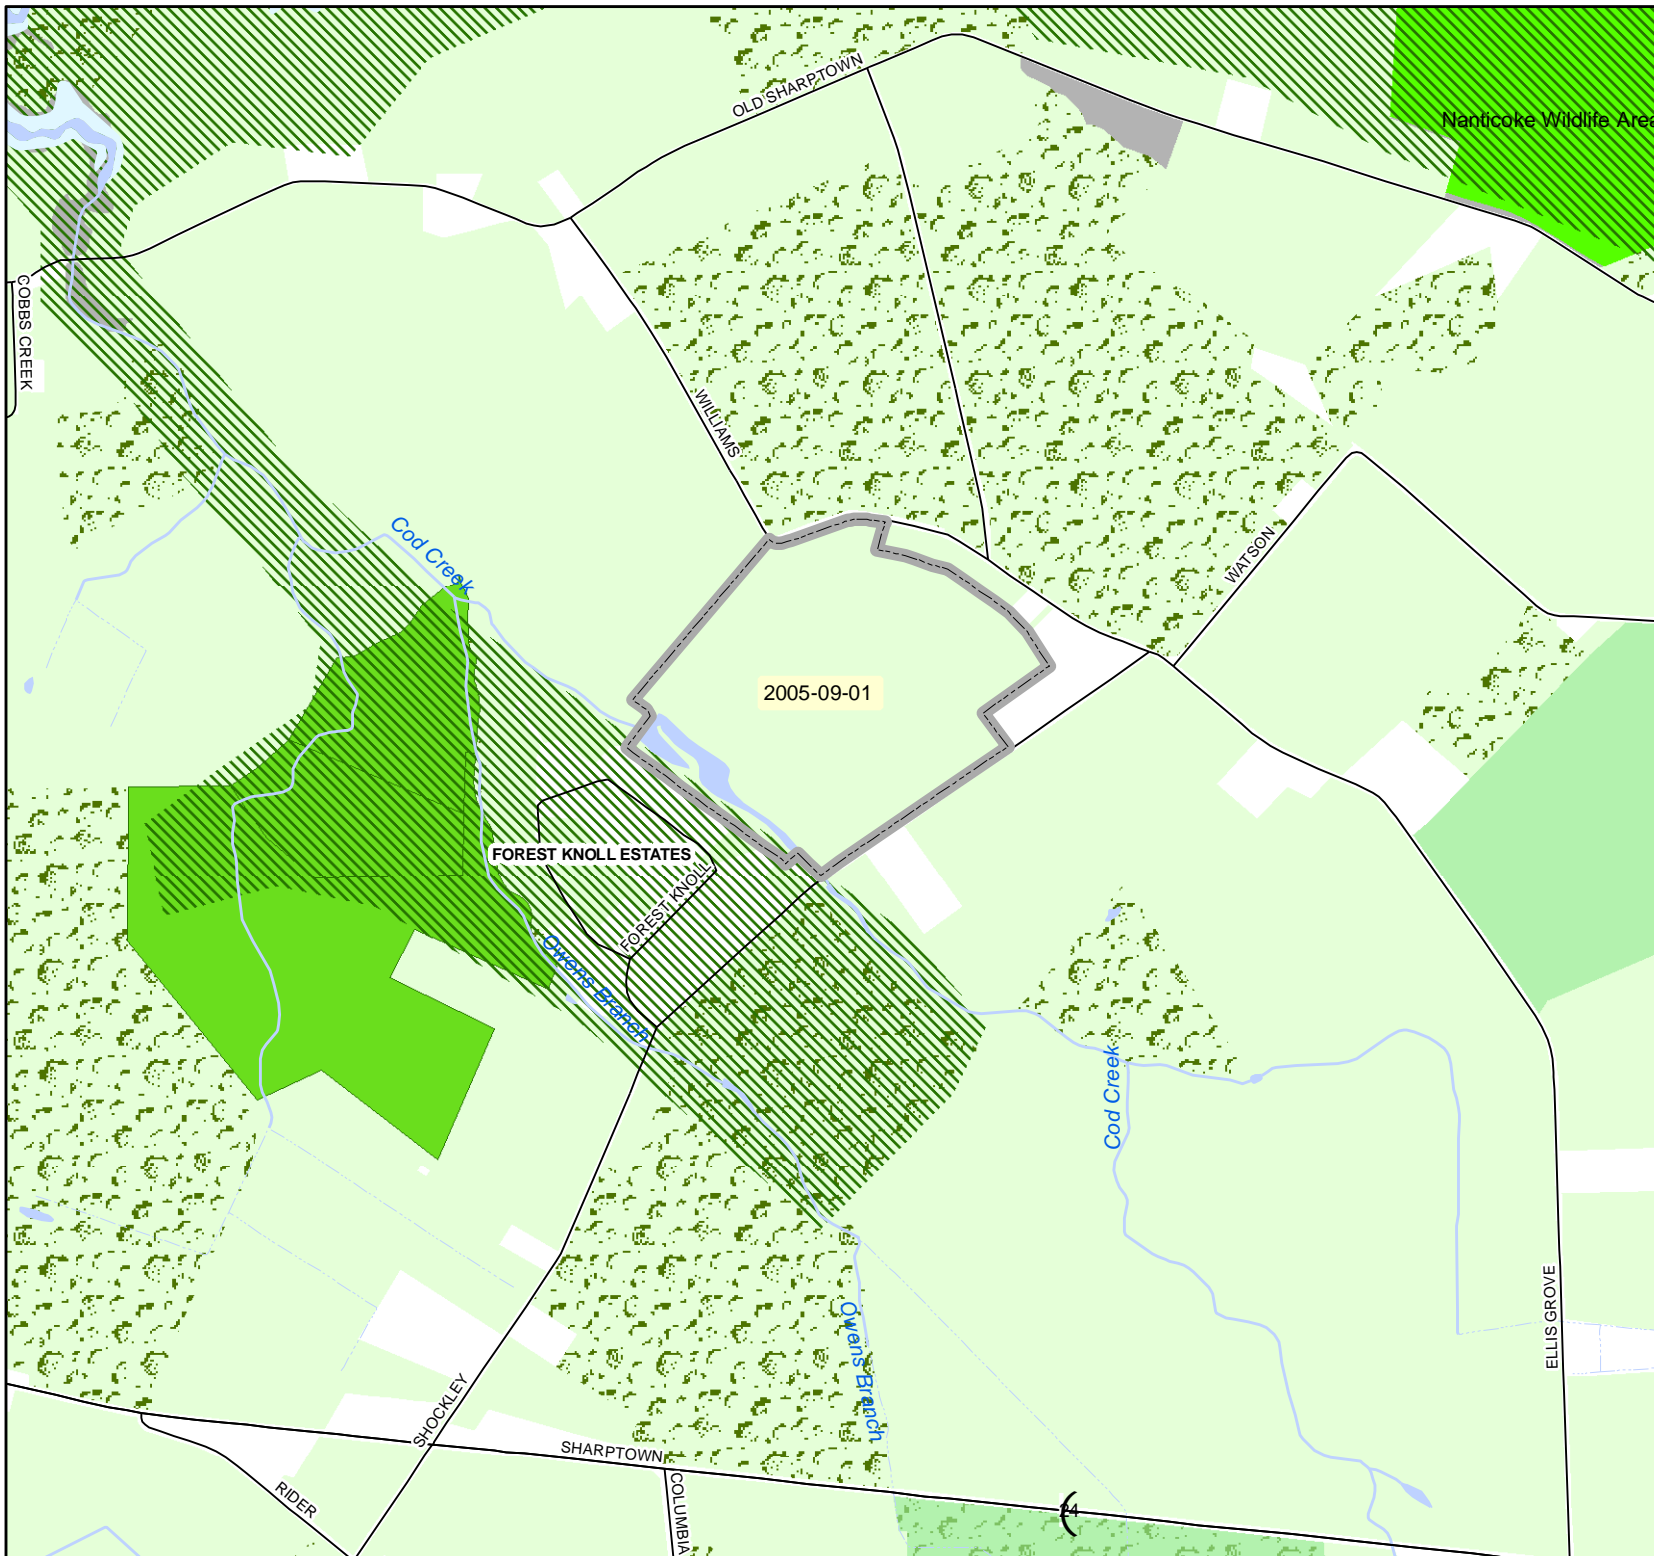 OLD SHARPTOWN
Nanticoke Wildlife Area
COBBS CREEK
WILLIAMS
Cod Creek
WATSON
2005-09-01
FOREST KNOLL ESTATES
FOREST KNOLL
Owens Branch
Cod Creek
ELLIS GROVE
Owens Branch
SHOCKLEY
SHARPTOWN
RIDER
COLUMBIA
24